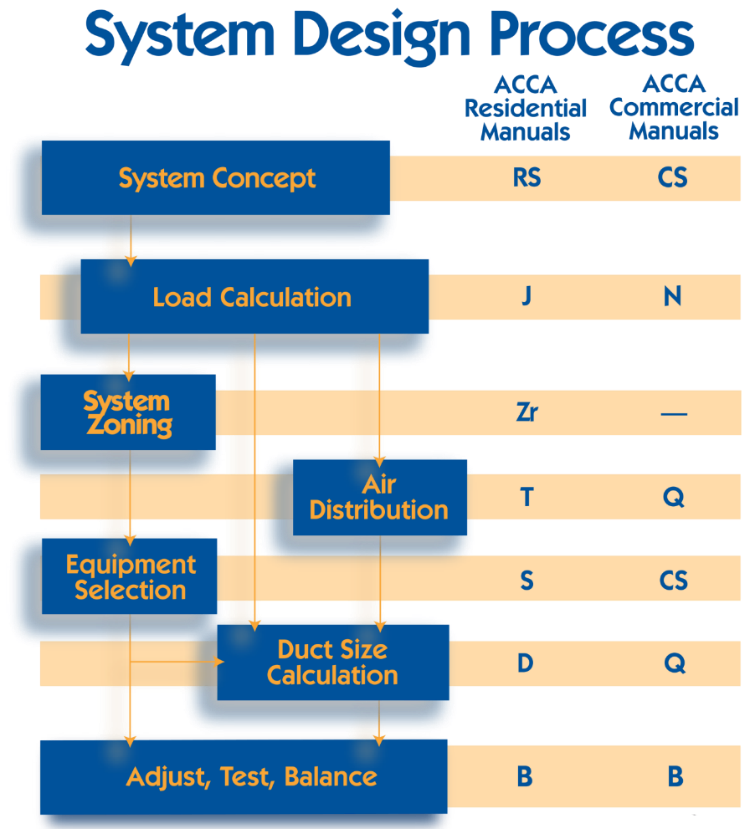 System Design Process
ACCA
Residential
Manuals
ACCA
Commercial
Manuals
System Concept RS CS
Load Calculation J N
System
Zoning
Zr —
Air
Distribution
T Q
Equipment
Selection
S CS
Duct Size
Calculation
D Q
Adjust, Test, Balance B B